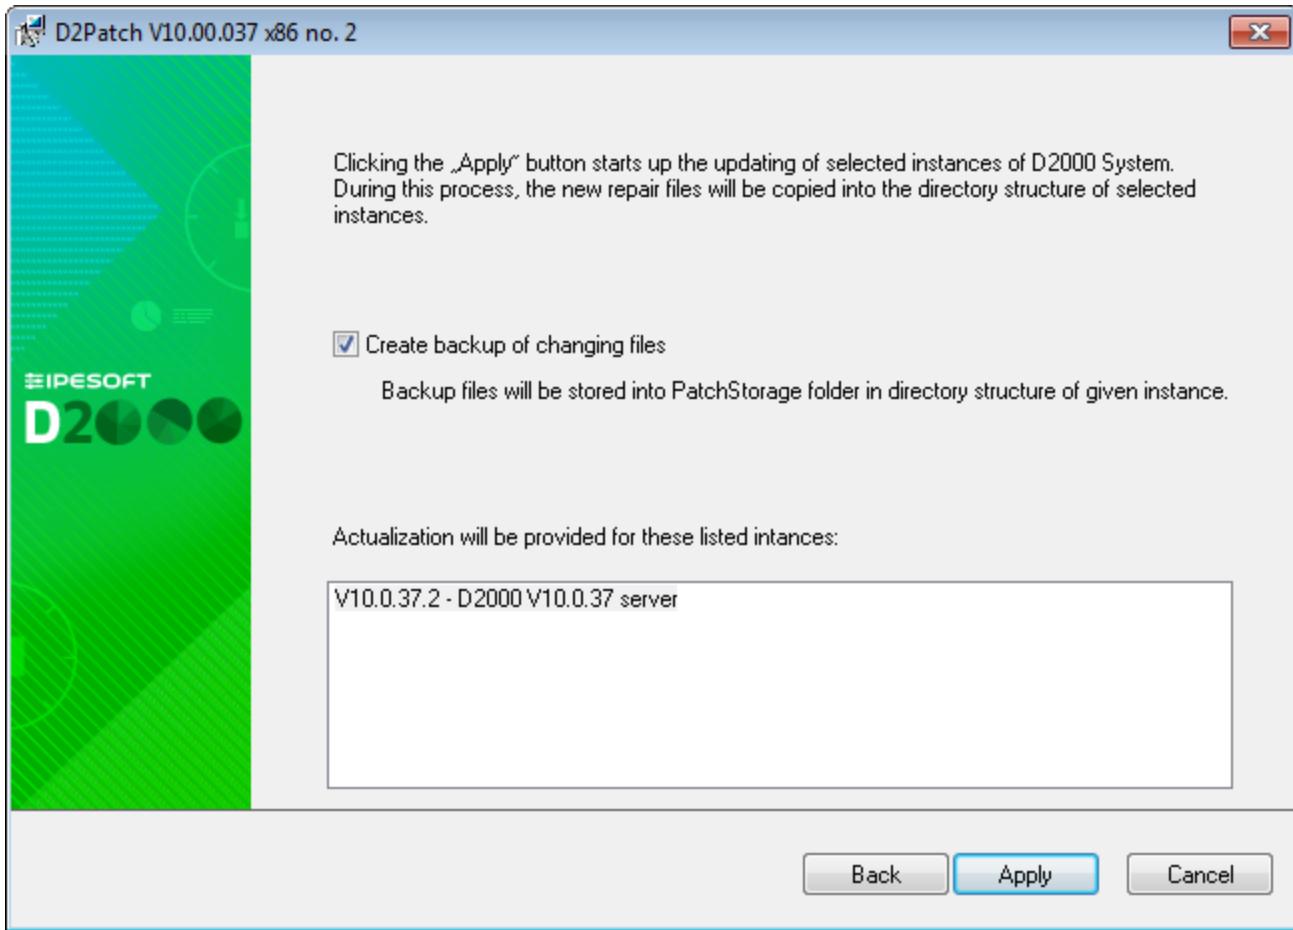 D2Patch V10.00.037 x86 no. 2
Clicking the „Apply“ button starts up the updating of selected instances of D2000 System.
During this process, the new repair files will be copied into the directory structure of selected
instances.
Create backup of changing files
Backup files will be stored into PatchStorage folder in directory structure of given instance.
IPESOFT
D2000
Actualization will be provided for these listed intances:
V10.0.37.2 - D2000 V10.0.37 server
Back
Apply
Cancel